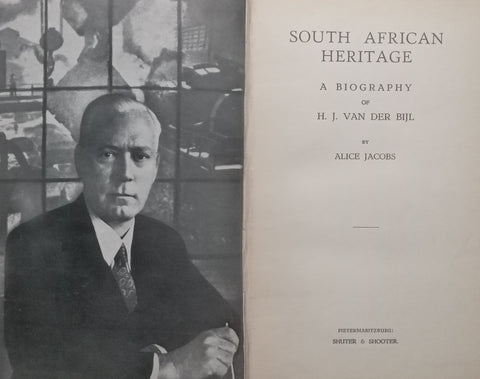 SOUTH AFRICAN
HERITAGE
A BIOGRAPHY
OF
H. J. VAN DER BIJL
BY
ALICE JACOBS
PIETERMARITZBURG:
SHUTER & SHOOTER.